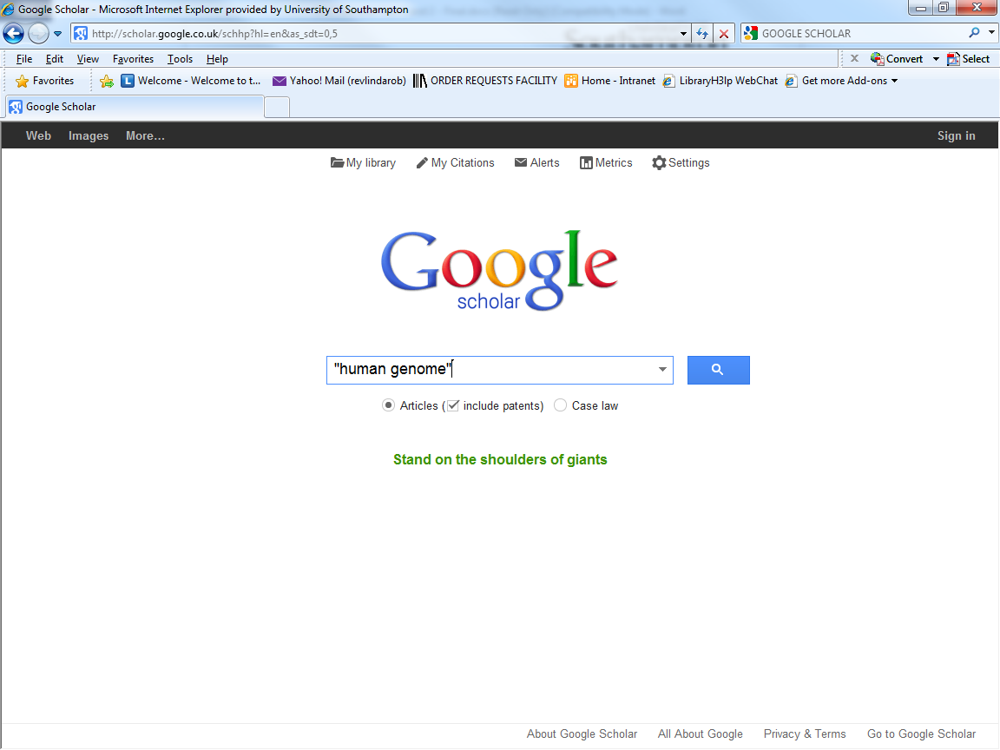 Google Scholar - Microsoft Internet Explorer provided by University of Southampton
http://scholar.google.co.uk/schhp?hl=en&as_sdt=0,5
GOOGLE SCHOLAR
File Edit View Favorites Tools Help
Convert Select
Favorites
Welcome - Welcome to t...
Yahoo! Mail (revlindarob)
ORDER REQUESTS FACILITY
Home - Intranet
LibraryH3lp WebChat
Get more Add-ons
Google Scholar
Web Images More...
Sign in
My library My Citations Alerts Metrics Settings
Google
scholar
"human genome"
Articles (include patents) Case law
Stand on the shoulders of giants
About Google Scholar All About Google Privacy & Terms Go to Google Scholar